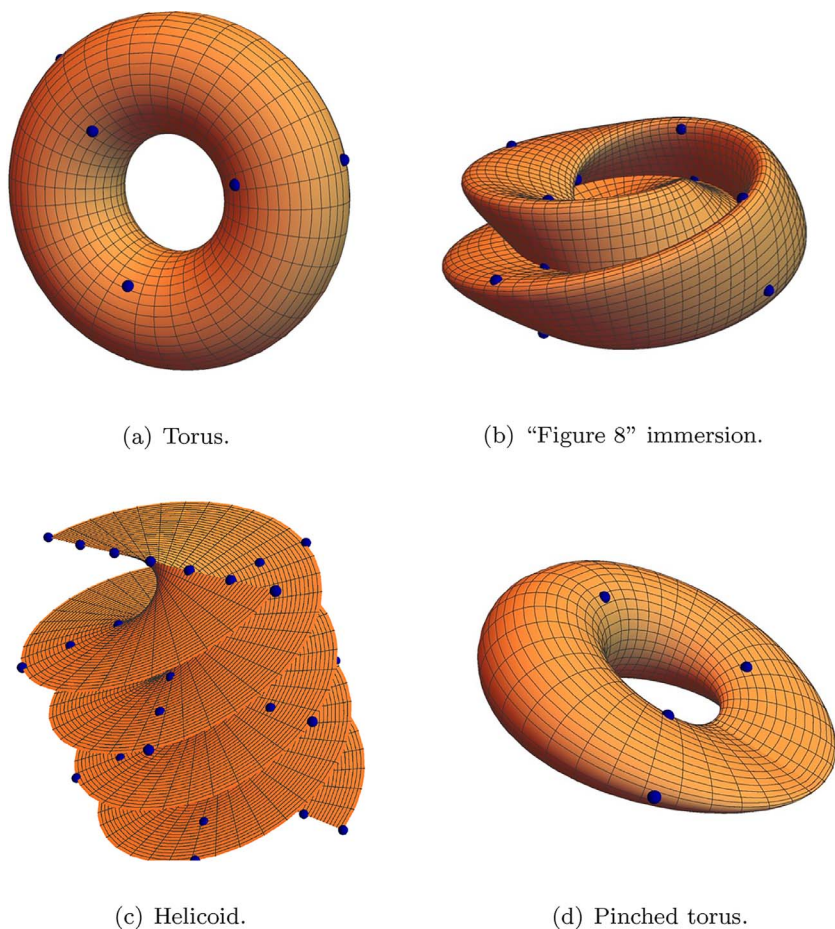 (a) Torus.
(b) “Figure 8” immersion.
(c) Helicoid.
(d) Pinched torus.